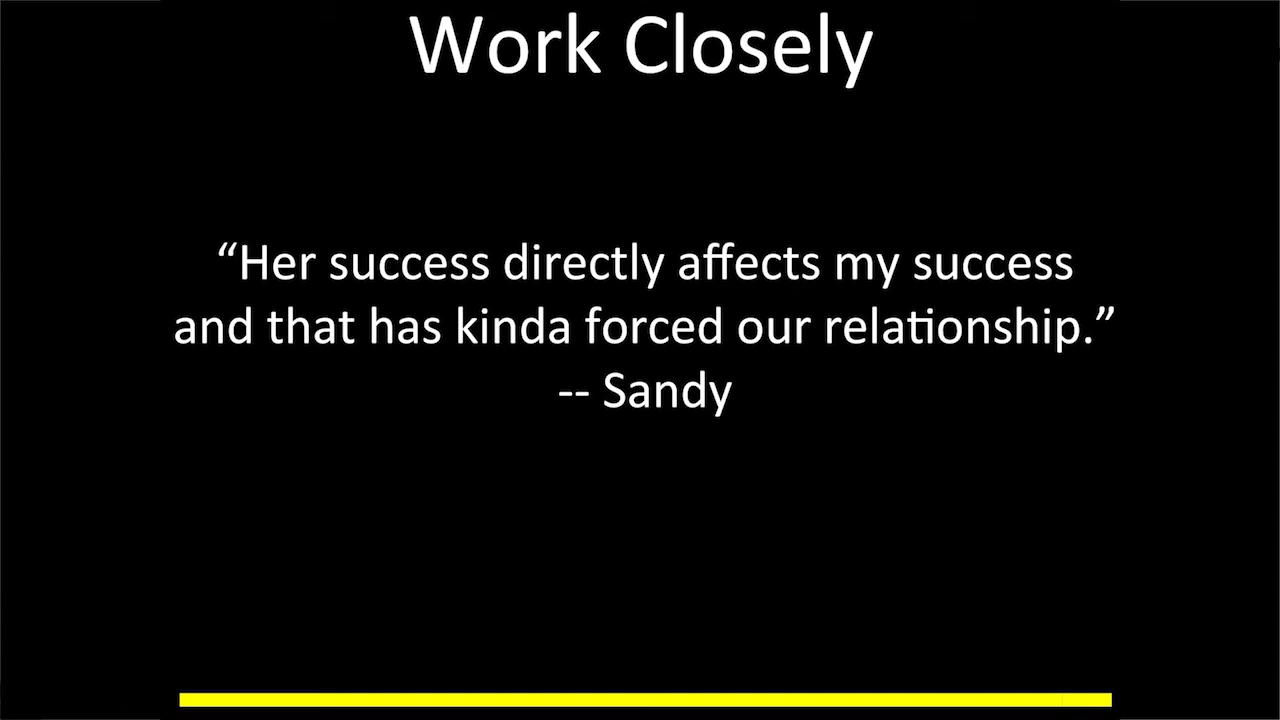 Work Closely
“Her success directly affects my success
and that has kinda forced our relationship.”
-- Sandy